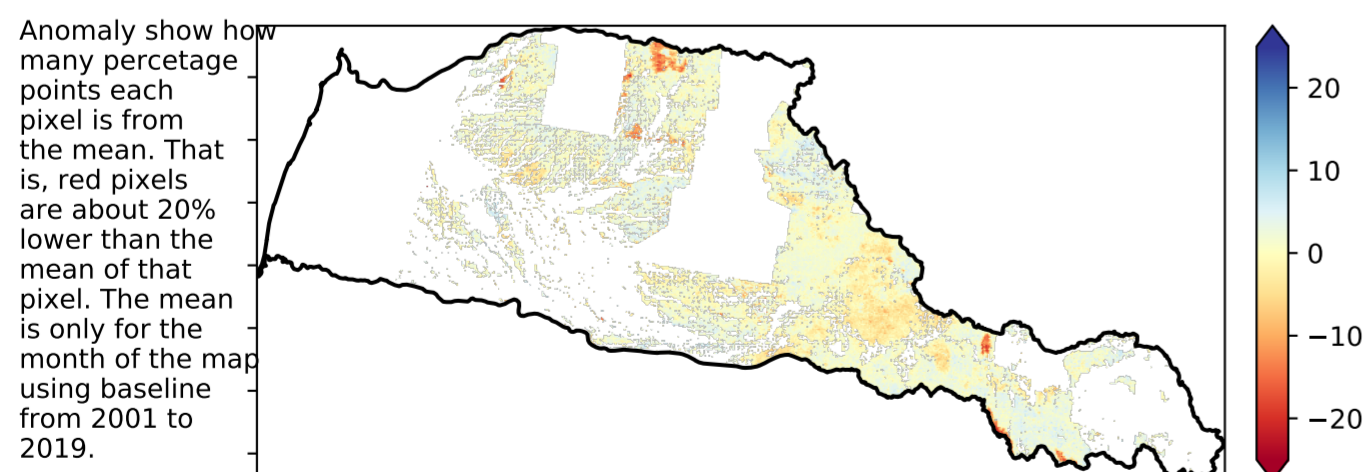 Anomaly show how
many percetage
points each
pixel is from
the mean. That
is, red pixels
are about 20%
lower than the
mean of that
pixel. The mean
is only for the
month of the map
using baseline
from 2001 to
2019.
20
10
0
−10
−20